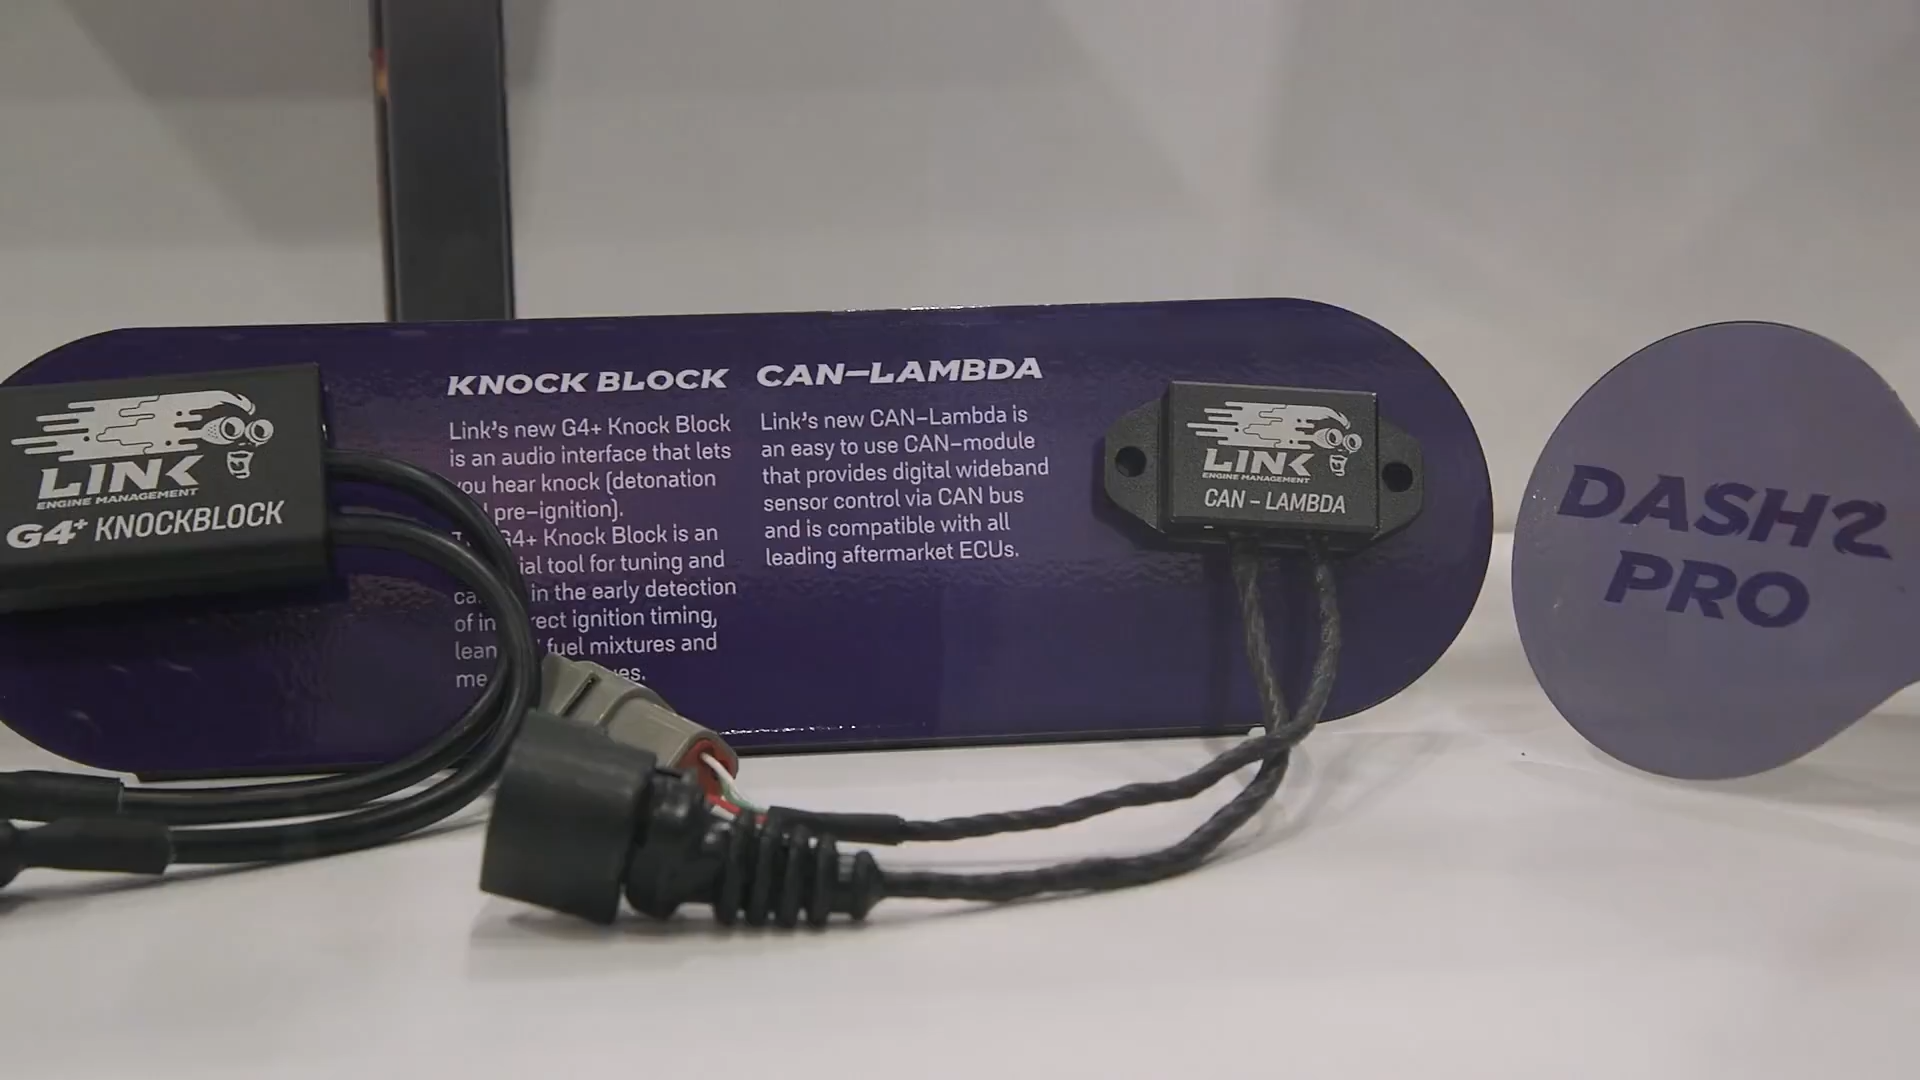 LINK
ENGINE MANAGEMENT
G4+ KNOCKBLOCK
KNOCK BLOCK
Link's new G4+ Knock Block
is an audio interface that lets
you hear knock (detonation
pre-ignition).
G4+ Knock Block is an
tool for tuning and
in the early detection
of ignition timing,
lean fuel mixtures and
CAN-LAMBDA
Link's new CAN-Lambda is
an easy to use CAN-module
that provides digital wideband
sensor control via CAN bus
and is compatible with all
leading aftermarket ECUs.
LINK
ENGINE MANAGEMENT
CAN - LAMBDA
DASH2
PRO